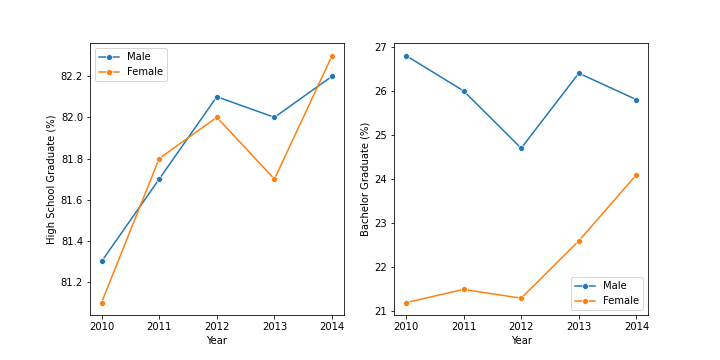 Male
Female
High School Graduate (%)
82.2
82.0
81.8
81.6
81.4
81.2
2010 2011 2012 2013 2014
Year
Bachelor Graduate (%)
27
26
25
24
23
22
21
Male
Female
2010 2011 2012 2013 2014
Year